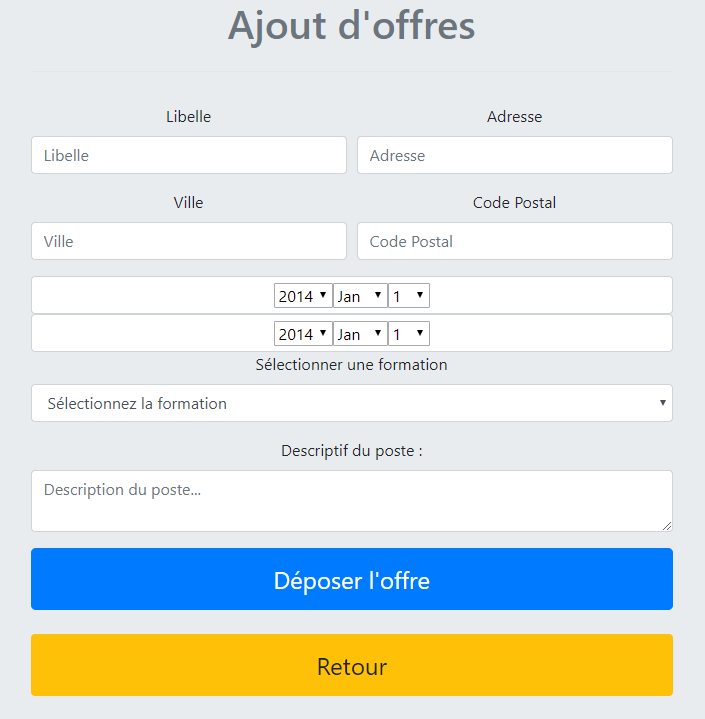 Ajout d'offres
Libelle Adresse
Libelle Adresse
Ville Code Postal
Ville Code Postal
2014 Jan 1
2014 Jan 1
Sélectionner une formation
Sélectionnez la formation
Descriptif du poste :
Description du poste...
Déposer l'offre
Retour